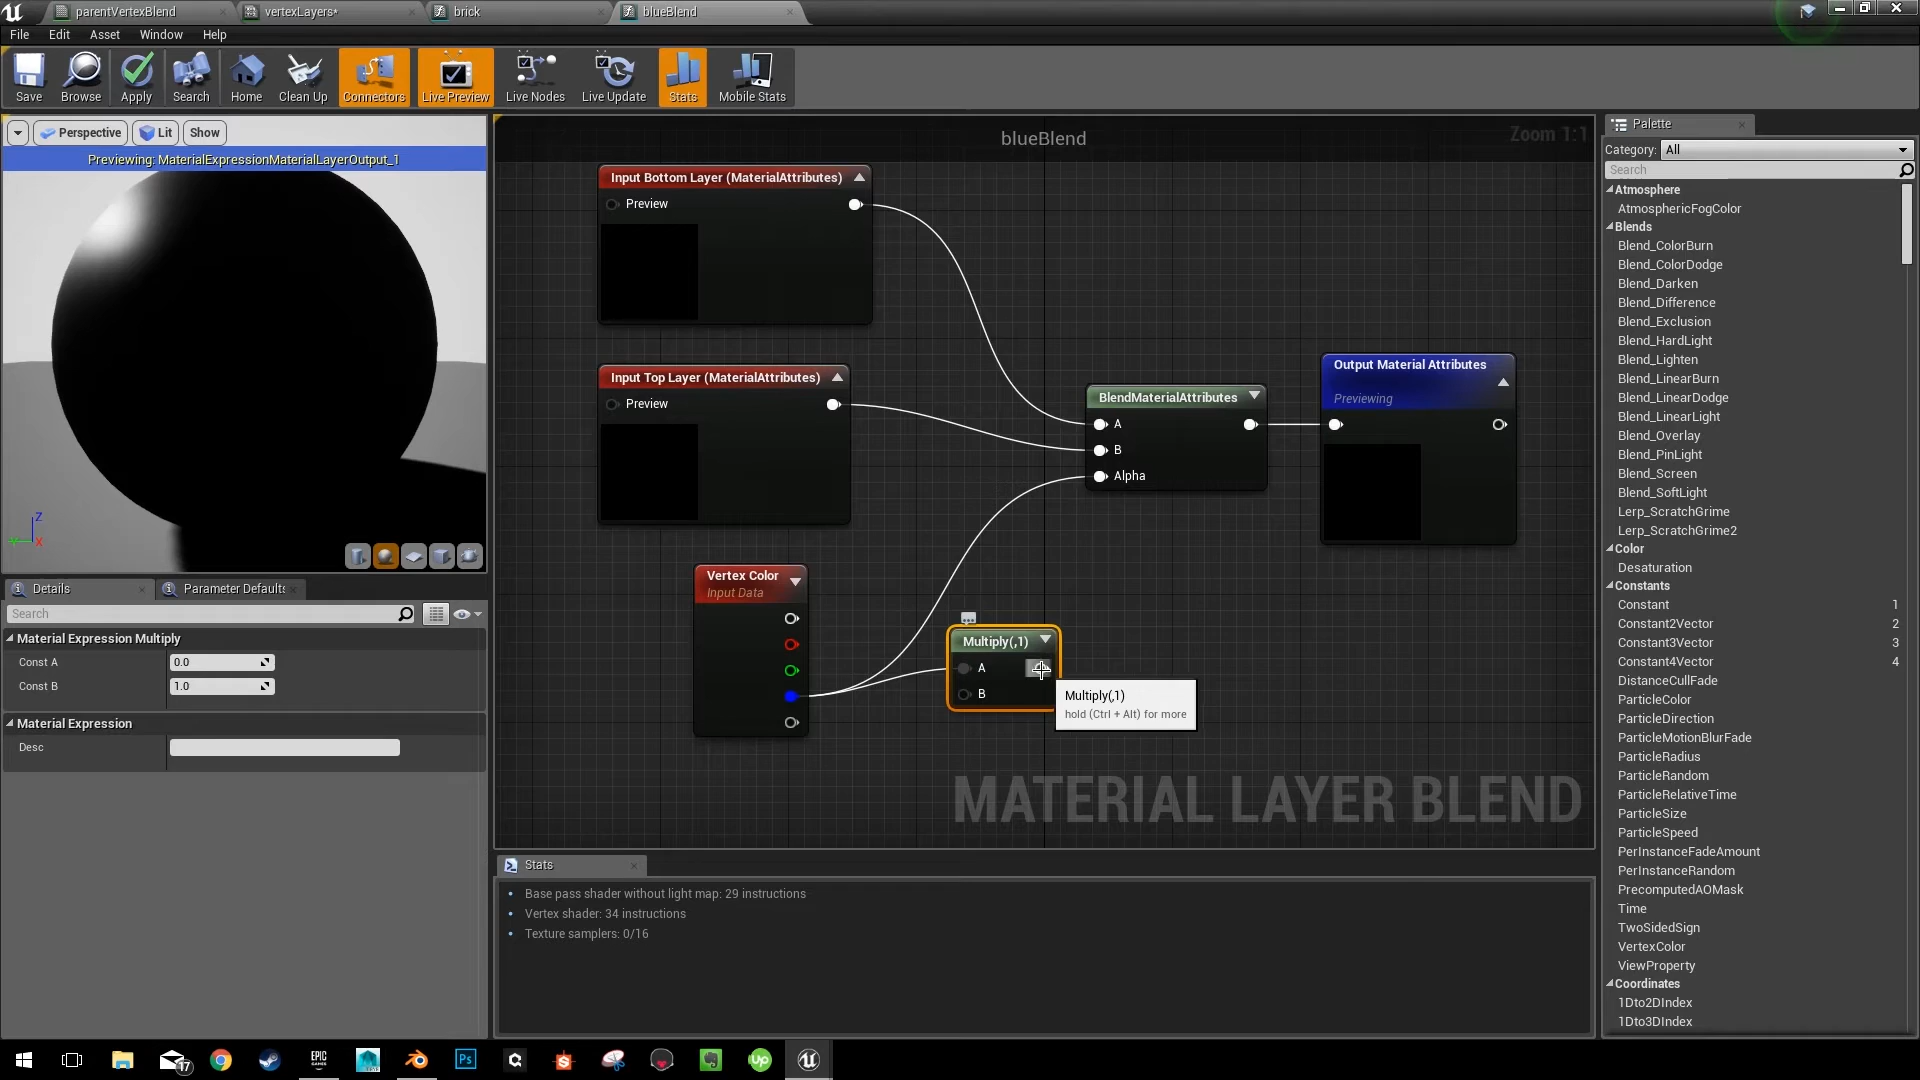 parentVertexBlend
vertexLayers*
brick
blueBlend
File
Edit
Asset
Window
Help
Save
Browse
Apply
Search
Home
Clean Up
Connectors
Live Preview
Live Nodes
Live Update
Stats
Mobile Stats
Perspective
Lit
Show
Previewing: MaterialExpressionMaterialLayerOutput_1
Z
X
blueBlend
Zoom 1:1
Input Bottom Layer (MaterialAttributes)
Preview
Input Top Layer (MaterialAttributes)
Preview
Vertex Color
Input Data
Multiply(,1)
A
B
Multiply(,1)
hold (Ctrl + Alt) for more
BlendMaterialAttributes
A
B
Alpha
Output Material Attributes
Previewing
MATERIAL LAYER BLEND
Details
Parameter Defaults
Search
Material Expression Multiply
Const A
0.0
Const B
1.0
Material Expression
Desc
Stats
Base pass shader without light map: 29 instructions
Vertex shader: 34 instructions
Texture samplers: 0/16
Palette
Category:
All
Search
Atmosphere
AtmosphericFogColor
Blends
Blend_ColorBurn
Blend_ColorDodge
Blend_Darken
Blend_Difference
Blend_Exclusion
Blend_HardLight
Blend_Lighten
Blend_LinearBurn
Blend_LinearDodge
Blend_LinearLight
Blend_Overlay
Blend_PinLight
Blend_Screen
Blend_SoftLight
Lerp_ScratchGrime
Lerp_ScratchGrime2
Color
Desaturation
Constants
Constant 1
Constant2Vector 2
Constant3Vector 3
Constant4Vector 4
DistanceCullFade
ParticleColor
ParticleDirection
ParticleMotionBlurFade
ParticleRadius
ParticleRandom
ParticleRelativeTime
ParticleSize
ParticleSpeed
PerInstanceFadeAmount
PerInstanceRandom
PrecomputedAOMask
Time
TwoSidedSign
VertexColor
ViewProperty
Coordinates
1Dto2DIndex
1Dto3DIndex
17
EPIC
GAMES
Ps
Up